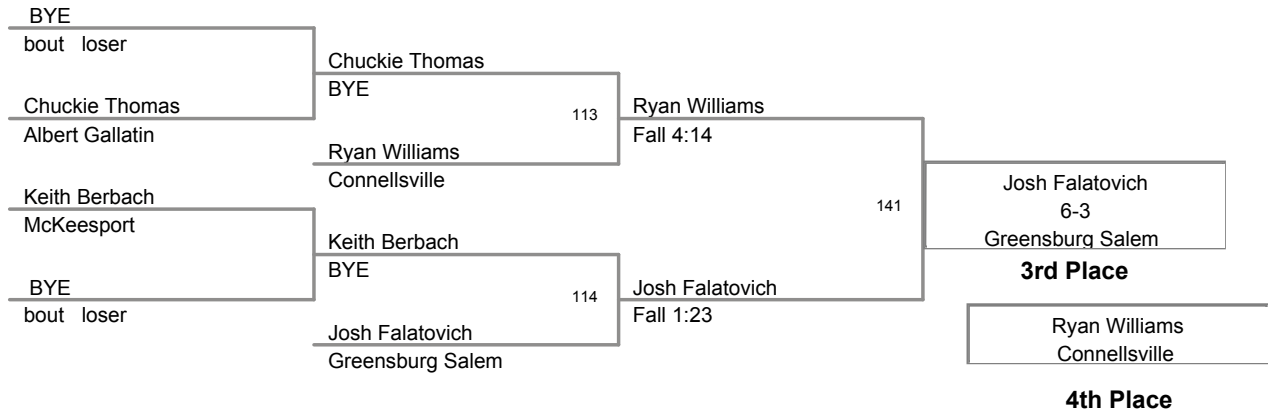 BYE
bout loser
Chuckie Thomas
Albert Gallatin
Keith Berbach
McKeesport
BYE
bout loser
Chuckie Thomas
BYE
113
Ryan Williams
Connellsville
Keith Berbach
BYE
114
Josh Falatovich
Greensburg Salem
Ryan Williams
Fall 4:14
141
Josh Falatovich
Fall 1:23
Josh Falatovich
6-3
Greensburg Salem
3rd Place
Ryan Williams
Connellsville
4th Place